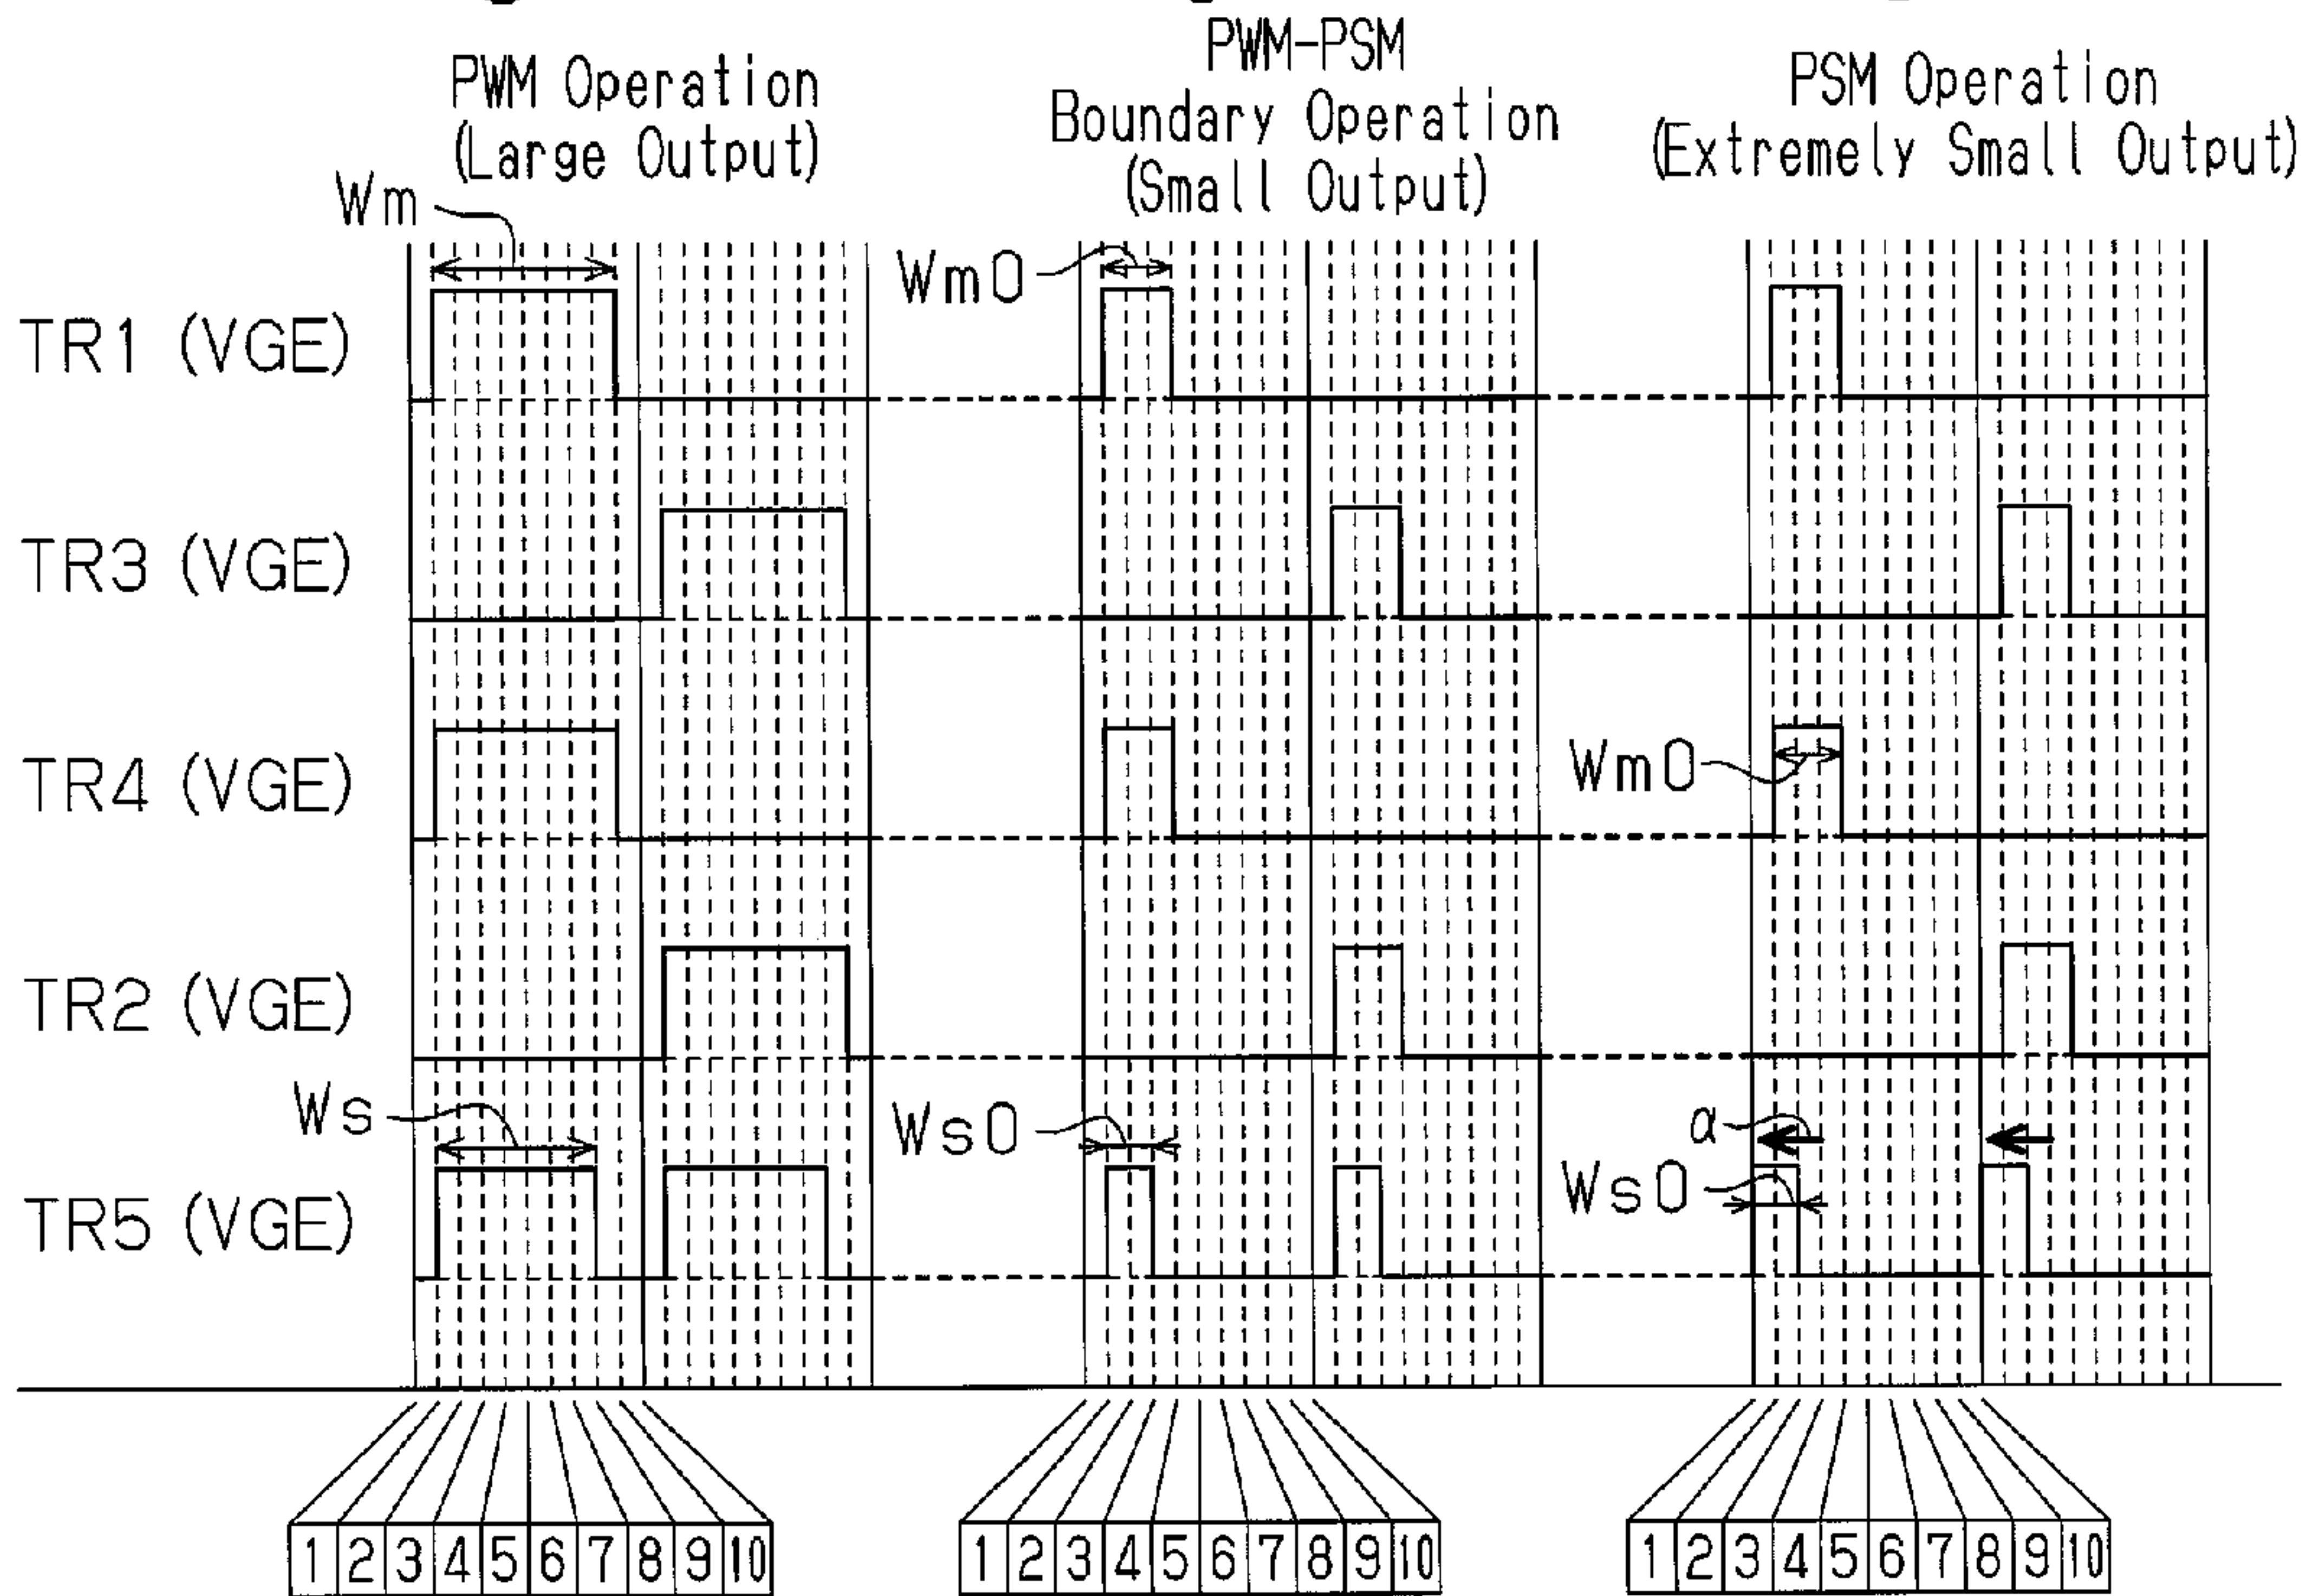 PWM Operation
(Large Output)
PWM-PSM
Boundary Operation
(Small Output)
PSM Operation
(Extremely Small Output)
Wm
Wm0
TR1 (VGE)
TR3 (VGE)
TR4 (VGE)
Wm0
TR2 (VGE)
Ws
Ws0
α
Ws0
TR5 (VGE)
1 2 3 4 5 6 7 8 9 10
1 2 3 4 5 6 7 8 9 10
1 2 3 4 5 6 7 8 9 10